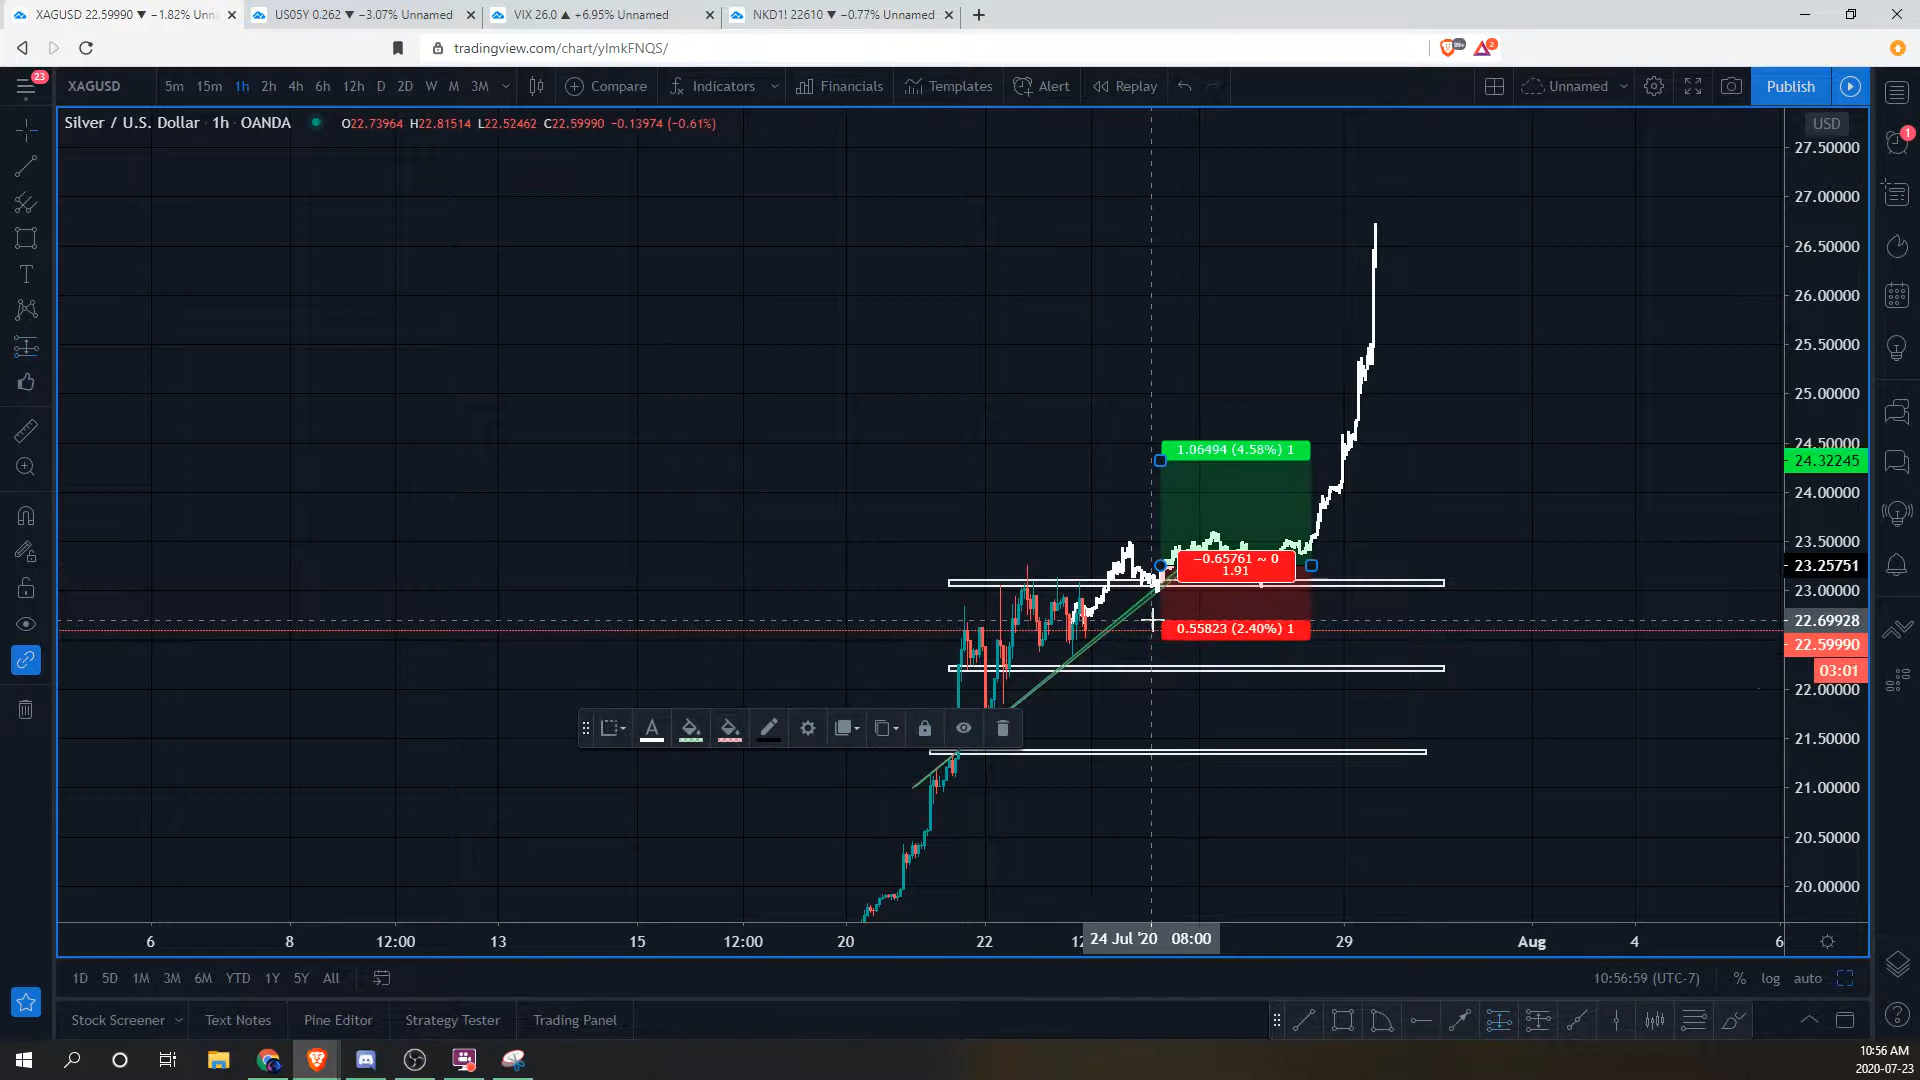 XAGUSD 22.59990 ▼ −1.82% Unn
US05Y 0.262 ▼ −3.07% Unnamed
VIX 26.0 ▲ +6.95% Unnamed
NKD1! 22610 ▼ −0.77% Unnamed
tradingview.com/chart/yImkFNQS/
99+
2
23
XAGUSD 5m 15m 1h 2h 4h 6h 12h D 2D W M 3M Compare Indicators Financials Templates Alert Replay Unnamed Publish
Silver / U.S. Dollar · 1h · OANDA O22.73964 H22.81514 L22.52462 C22.59990 −0.13974 (−0.61%)
USD
1
27.50000
27.00000
26.50000
26.00000
25.50000
25.00000
24.50000
24.32245
24.00000
23.50000
23.25751
23.00000
22.69928
22.59990
03:01
22.00000
21.50000
21.00000
20.50000
20.00000
1.06494 (4.58%) 1
−0.65761 ~ 0
1.91
0.55823 (2.40%) 1
6 8 12:00 13 15 12:00 20 22 12 24 Jul '20 08:00 29 Aug 4 6
1D 5D 1M 3M 6M YTD 1Y 5Y All 10:56:59 (UTC-7) % log auto
Stock Screener Text Notes Pine Editor Strategy Tester Trading Panel
10:56 AM
2020-07-23